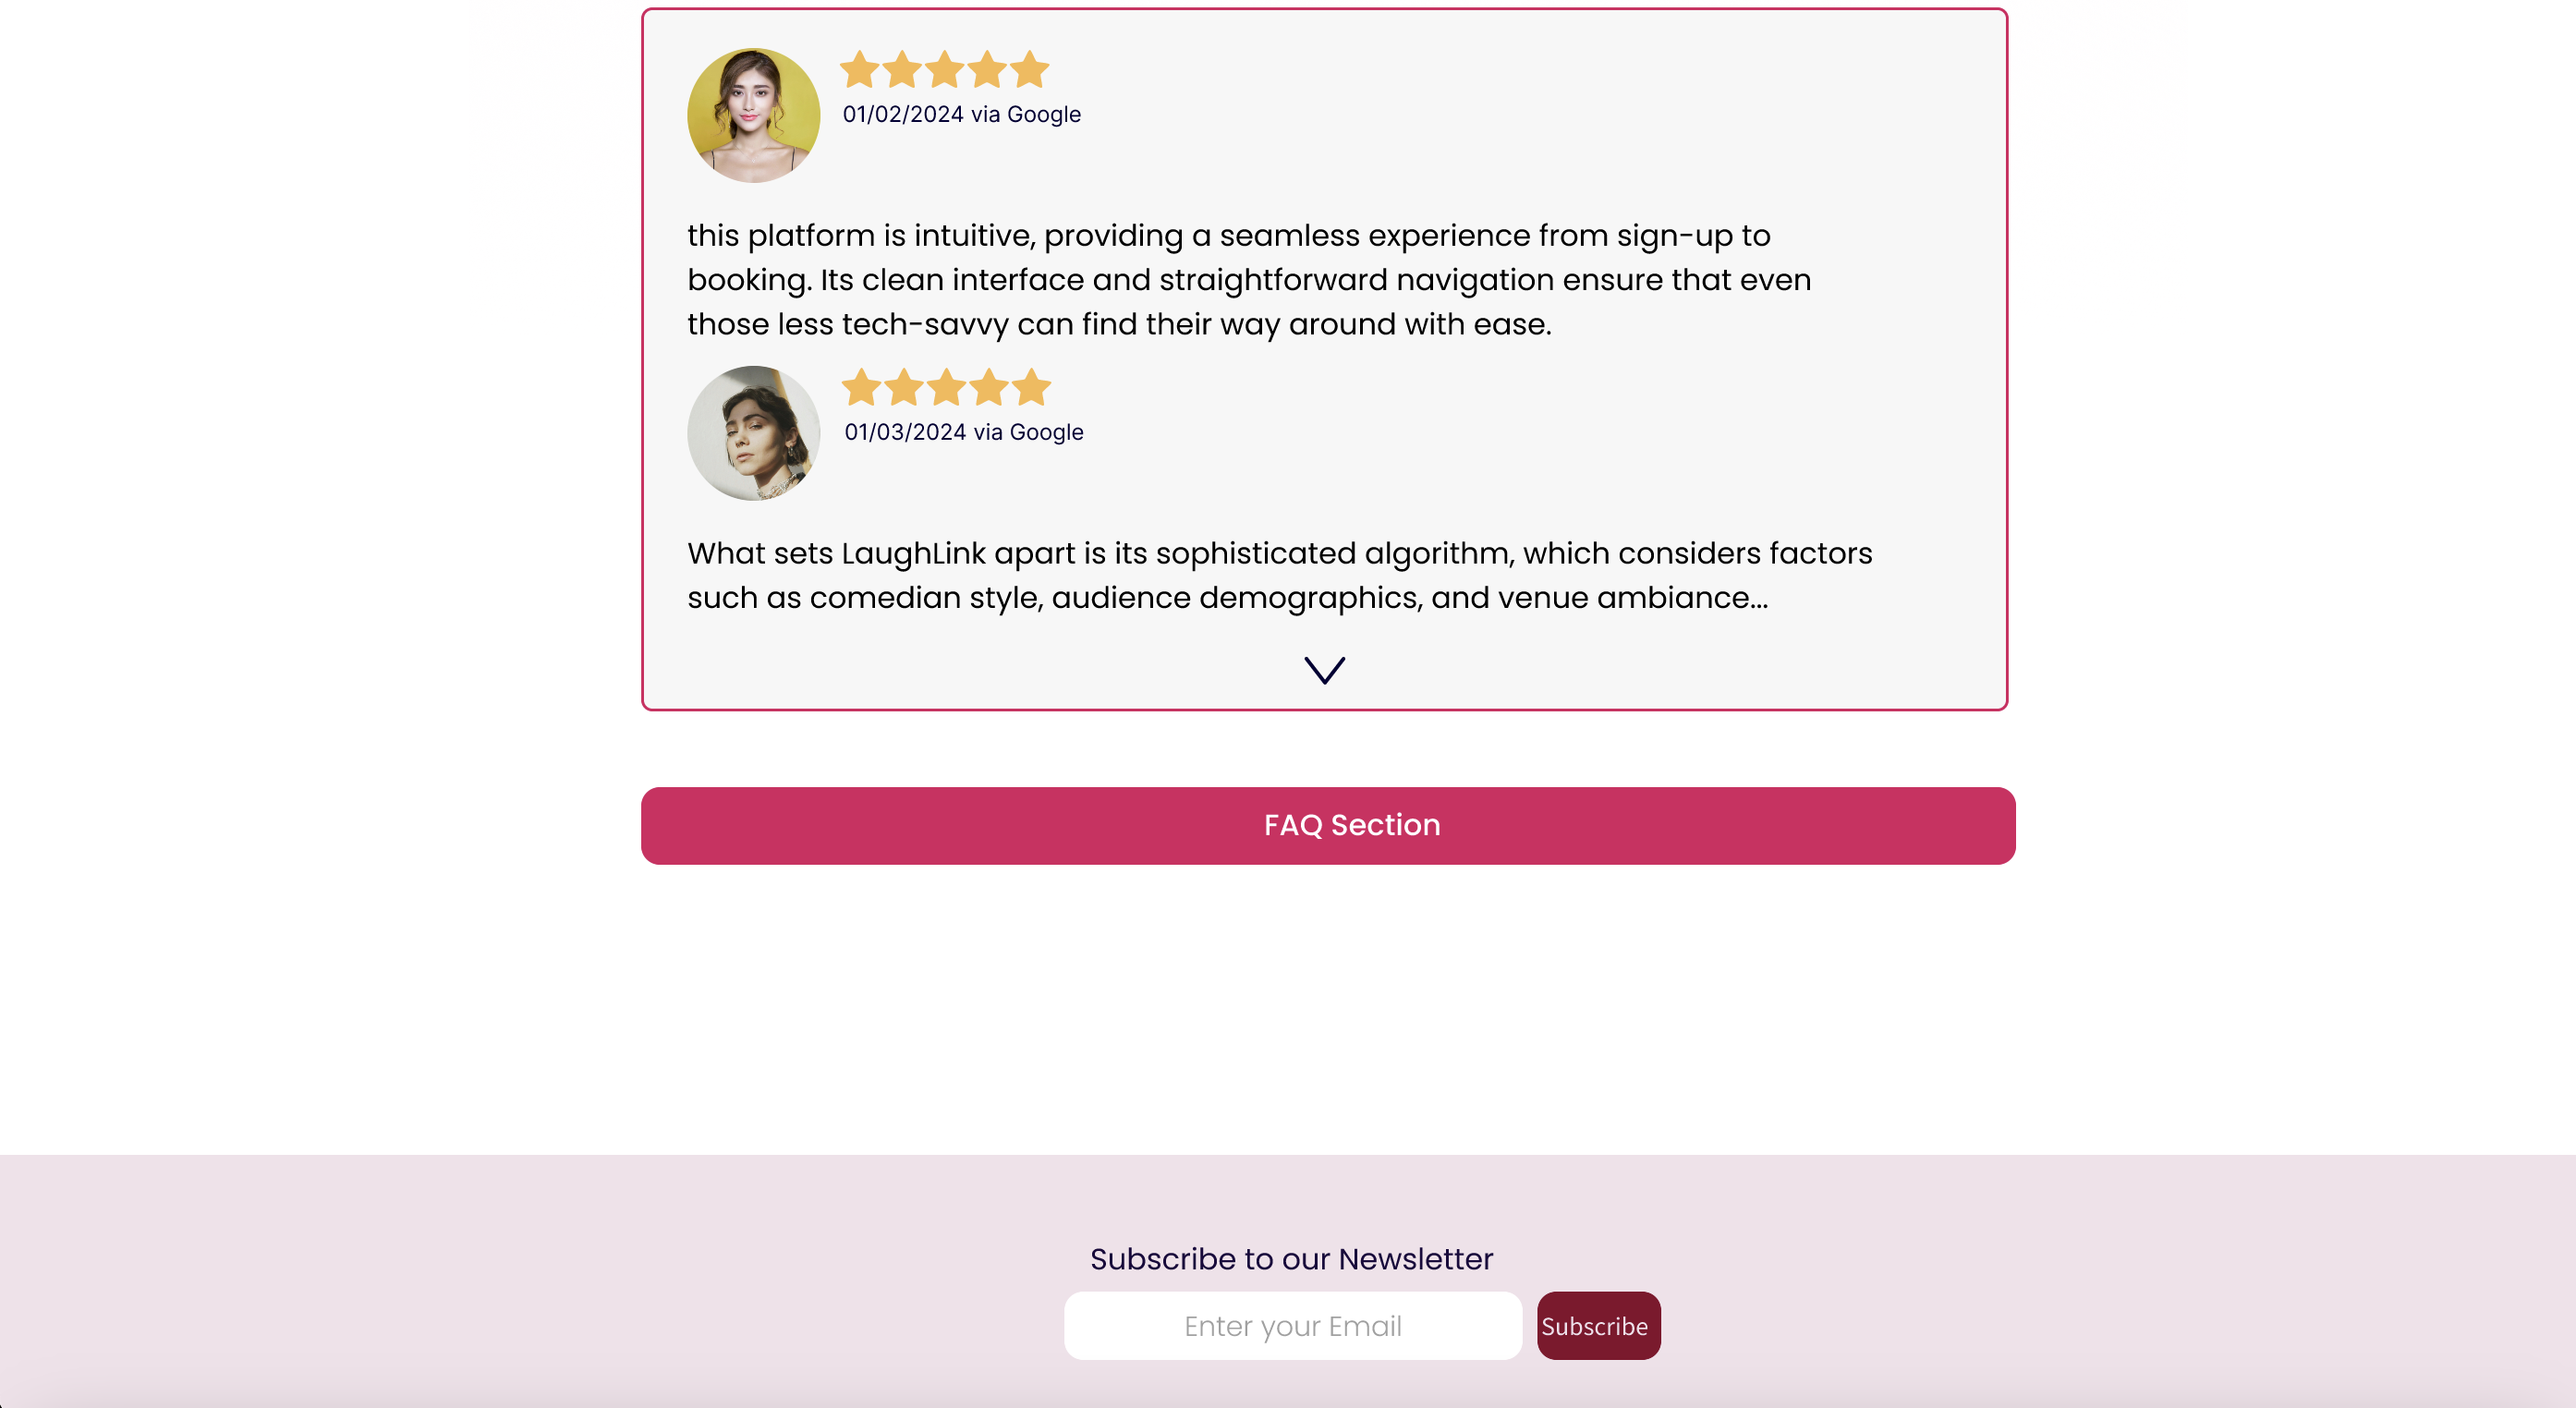 01/02/2024 via Google
this platform is intuitive, providing a seamless experience from sign-up to
booking. Its clean interface and straightforward navigation ensure that even
those less tech-savvy can find their way around with ease.
01/03/2024 via Google
What sets LaughLink apart is its sophisticated algorithm, which considers factors
such as comedian style, audience demographics, and venue ambiance...
FAQ Section
Subscribe to our Newsletter
Enter your Email
Subscribe